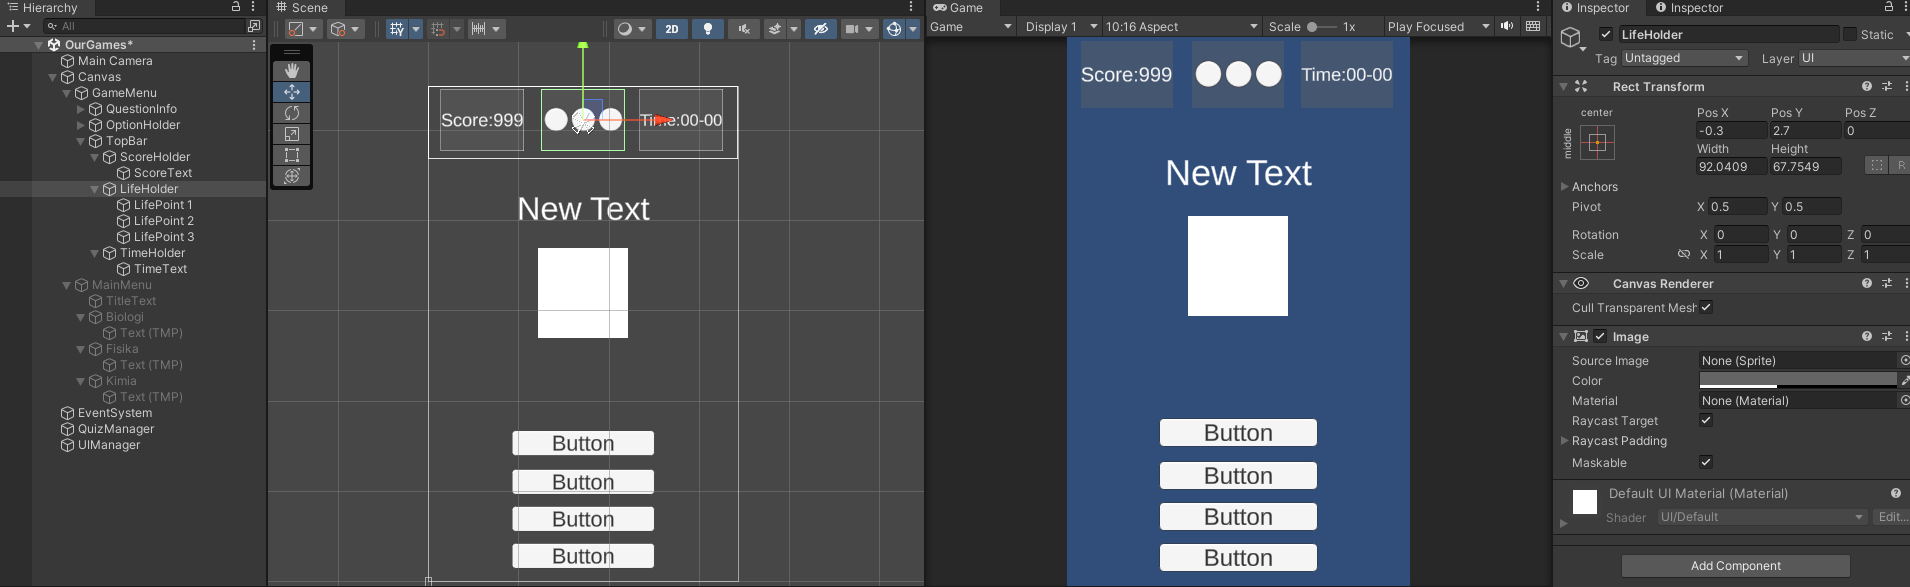 Hierarchy
All
OurGames*
Main Camera
Canvas
GameMenu
QuestionInfo
OptionHolder
TopBar
ScoreHolder
ScoreText
LifeHolder
LifePoint 1
LifePoint 2
LifePoint 3
TimeHolder
TimeText
MainMenu
TitleText
Biologi
Text (TMP)
Fisika
Text (TMP)
Kimia
Text (TMP)
EventSystem
QuizManager
UIManager
Scene
2D
Score:999
Time:00-00
New Text
Button
Button
Button
Button
Game
Game Display 1 10:16 Aspect Scale 1x Play Focused
Score:999 Time:00-00
New Text
Button
Button
Button
Button
Inspector Inspector
LifeHolder Static
Tag Untagged Layer UI
Rect Transform
center
middle
Pos X Pos Y Pos Z
-0.3 2.7 0
Width Height
92.0409 67.7549 R
Anchors
Pivot X 0.5 Y 0.5
Rotation X 0 Y 0 Z 0
Scale X 1 Y 1 Z 1
Canvas Renderer
Cull Transparent Mesh
Image
Source Image None (Sprite)
Color
Material None (Material)
Raycast Target
Raycast Padding
Maskable
Default UI Material (Material)
Shader UI/Default Edit...
Add Component